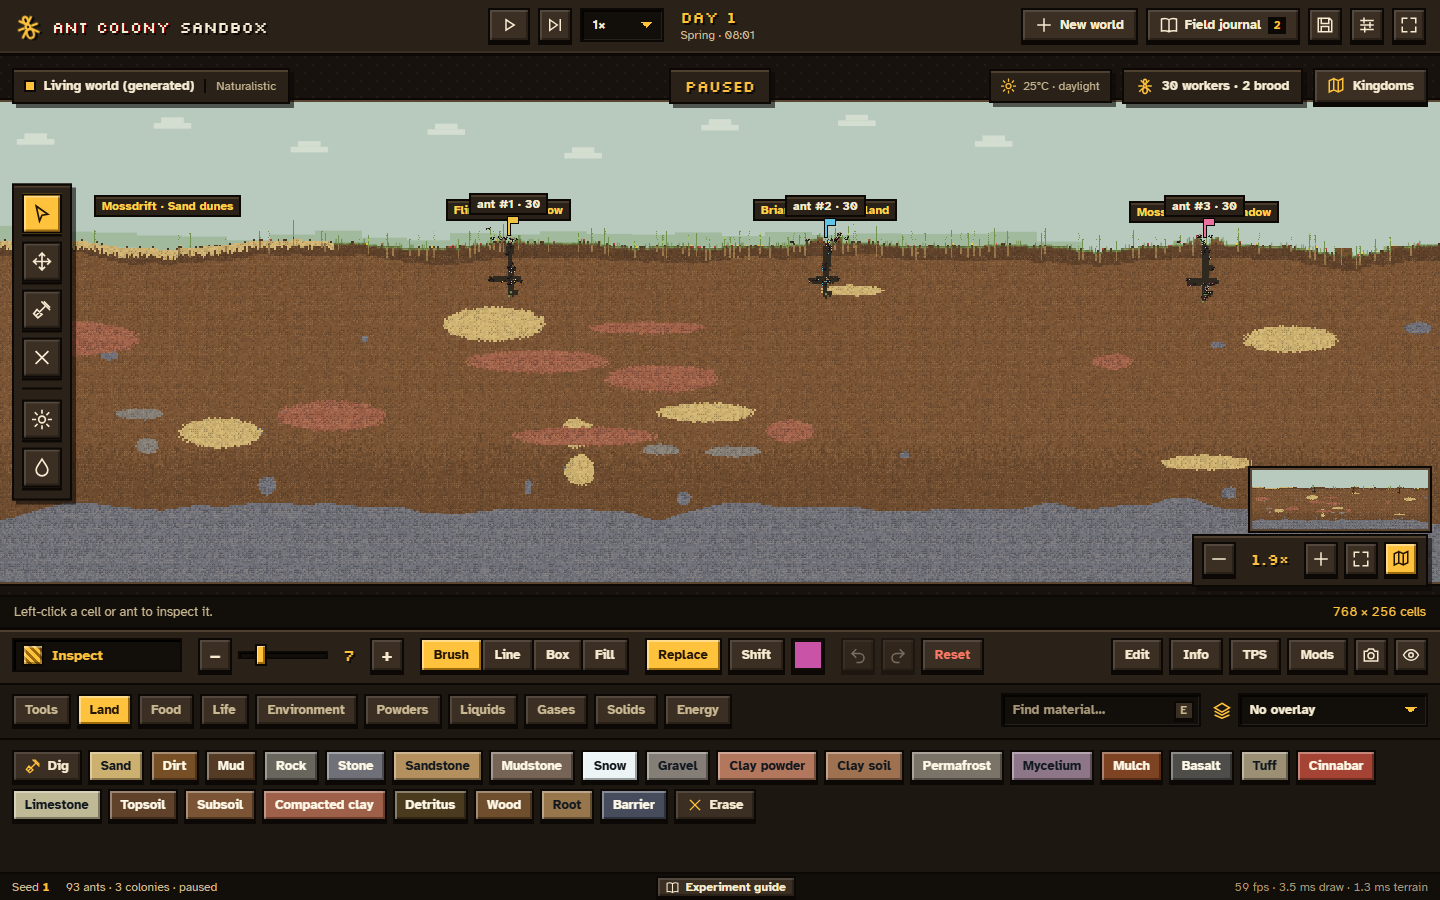 ANT COLONY SANDBOX
1×
DAY 1
Spring · 08:01
New world
Field journal 2
Living world (generated) Naturalistic
PAUSED
25°C · daylight
30 workers · 2 brood
Kingdoms
Mossdrift · Sand dunes
ant #1 · 30
ant #2 · 30
ant #3 · 30
1.9×
Left-click a cell or ant to inspect it.
768 × 256 cells
Inspect
7
Brush Line Box Fill
Replace Shift
Reset
Edit Info TPS Mods
Tools Land Food Life Environment Powders Liquids Gases Solids Energy
Find material... E
No overlay
Dig Sand Dirt Mud Rock Stone Sandstone Mudstone Snow Gravel Clay powder Clay soil Permafrost Mycelium Mulch Basalt Tuff Cinnabar
Limestone Topsoil Subsoil Compacted clay Detritus Wood Root Barrier Erase
Seed 1 93 ants · 3 colonies · paused
Experiment guide
59 fps · 3.5 ms draw · 1.3 ms terrain